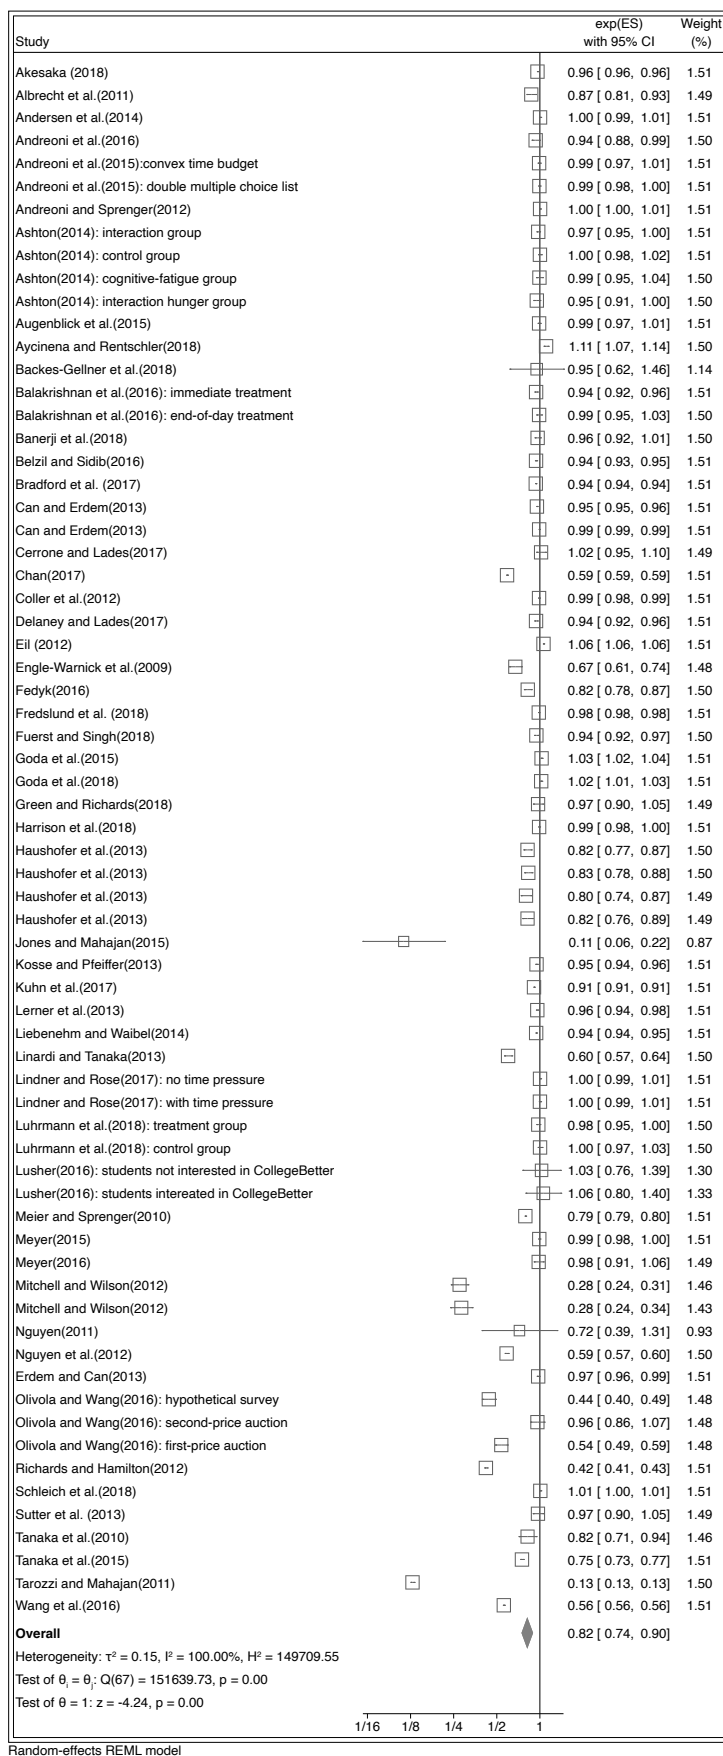 exp(ES) Weight
Study with 95% CI (%)
Akesaka (2018) 0.96 [ 0.96, 0.96] 1.51
Albrecht et al.(2011) 0.87 [ 0.81, 0.93] 1.49
Andersen et al.(2014) 1.00 [ 0.99, 1.01] 1.51
Andreoni et al.(2016) 0.94 [ 0.88, 0.99] 1.50
Andreoni et al.(2015):convex time budget 0.99 [ 0.97, 1.01] 1.51
Andreoni et al.(2015): double multiple choice list 0.99 [ 0.98, 1.00] 1.51
Andreoni and Sprenger(2012) 1.00 [ 1.00, 1.01] 1.51
Ashton(2014): interaction group 0.97 [ 0.95, 1.00] 1.51
Ashton(2014): control group 1.00 [ 0.98, 1.02] 1.51
Ashton(2014): cognitive-fatigue group 0.99 [ 0.95, 1.04] 1.50
Ashton(2014): interaction hunger group 0.95 [ 0.91, 1.00] 1.50
Augenblick et al.(2015) 0.99 [ 0.97, 1.01] 1.51
Aycinena and Rentschler(2018) 1.11 [ 1.07, 1.14] 1.50
Backes-Gellner et al.(2018) 0.95 [ 0.62, 1.46] 1.14
Balakrishnan et al.(2016): immediate treatment 0.94 [ 0.92, 0.96] 1.51
Balakrishnan et al.(2016): end-of-day treatment 0.99 [ 0.95, 1.03] 1.50
Banerji et al.(2018) 0.96 [ 0.92, 1.01] 1.50
Belzil and Sidib(2016) 0.94 [ 0.93, 0.95] 1.51
Bradford et al. (2017) 0.94 [ 0.94, 0.94] 1.51
Can and Erdem(2013) 0.95 [ 0.95, 0.96] 1.51
Can and Erdem(2013) 0.99 [ 0.99, 0.99] 1.51
Cerrone and Lades(2017) 1.02 [ 0.95, 1.10] 1.49
Chan(2017) 0.59 [ 0.59, 0.59] 1.51
Coller et al.(2012) 0.99 [ 0.98, 0.99] 1.51
Delaney and Lades(2017) 0.94 [ 0.92, 0.96] 1.51
Eil (2012) 1.06 [ 1.06, 1.06] 1.51
Engle-Warnick et al.(2009) 0.67 [ 0.61, 0.74] 1.48
Fedyk(2016) 0.82 [ 0.78, 0.87] 1.50
Fredslund et al. (2018) 0.98 [ 0.98, 0.98] 1.51
Fuerst and Singh(2018) 0.94 [ 0.92, 0.97] 1.50
Goda et al.(2015) 1.03 [ 1.02, 1.04] 1.51
Goda et al.(2018) 1.02 [ 1.01, 1.03] 1.51
Green and Richards(2018) 0.97 [ 0.90, 1.05] 1.49
Harrison et al.(2018) 0.99 [ 0.98, 1.00] 1.51
Haushofer et al.(2013) 0.82 [ 0.77, 0.87] 1.50
Haushofer et al.(2013) 0.83 [ 0.78, 0.88] 1.50
Haushofer et al.(2013) 0.80 [ 0.74, 0.87] 1.49
Haushofer et al.(2013) 0.82 [ 0.76, 0.89] 1.49
Jones and Mahajan(2015) 0.11 [ 0.06, 0.22] 0.87
Kosse and Pfeiffer(2013) 0.95 [ 0.94, 0.96] 1.51
Kuhn et al.(2017) 0.91 [ 0.91, 0.91] 1.51
Lerner et al.(2013) 0.96 [ 0.94, 0.98] 1.51
Liebenehm and Waibel(2014) 0.94 [ 0.94, 0.95] 1.51
Linardi and Tanaka(2013) 0.60 [ 0.57, 0.64] 1.50
Lindner and Rose(2017): no time pressure 1.00 [ 0.99, 1.01] 1.51
Lindner and Rose(2017): with time pressure 1.00 [ 0.99, 1.01] 1.51
Luhrmann et al.(2018): treatment group 0.98 [ 0.95, 1.00] 1.50
Luhrmann et al.(2018): control group 1.00 [ 0.97, 1.03] 1.50
Lusher(2016): students not interested in CollegeBetter 1.03 [ 0.76, 1.39] 1.30
Lusher(2016): students intereated in CollegeBetter 1.06 [ 0.80, 1.40] 1.33
Meier and Sprenger(2010) 0.79 [ 0.79, 0.80] 1.51
Meyer(2015) 0.99 [ 0.98, 1.00] 1.51
Meyer(2016) 0.98 [ 0.91, 1.06] 1.49
Mitchell and Wilson(2012) 0.28 [ 0.24, 0.31] 1.46
Mitchell and Wilson(2012) 0.28 [ 0.24, 0.34] 1.43
Nguyen(2011) 0.72 [ 0.39, 1.31] 0.93
Nguyen et al.(2012) 0.59 [ 0.57, 0.60] 1.50
Erdem and Can(2013) 0.97 [ 0.96, 0.99] 1.51
Olivola and Wang(2016): hypothetical survey 0.44 [ 0.40, 0.49] 1.48
Olivola and Wang(2016): second-price auction 0.96 [ 0.86, 1.07] 1.48
Olivola and Wang(2016): first-price auction 0.54 [ 0.49, 0.59] 1.48
Richards and Hamilton(2012) 0.42 [ 0.41, 0.43] 1.51
Schleich et al.(2018) 1.01 [ 1.00, 1.01] 1.51
Sutter et al. (2013) 0.97 [ 0.90, 1.05] 1.49
Tanaka et al.(2010) 0.82 [ 0.71, 0.94] 1.46
Tanaka et al.(2015) 0.75 [ 0.73, 0.77] 1.51
Tarozzi and Mahajan(2011) 0.13 [ 0.13, 0.13] 1.50
Wang et al.(2016) 0.56 [ 0.56, 0.56] 1.51
Overall 0.82 [ 0.74, 0.90]
Heterogeneity: τ² = 0.15, I² = 100.00%, H² = 149709.55
Test of θᵢ = θⱼ: Q(67) = 151639.73, p = 0.00
Test of θ = 1: z = -4.24, p = 0.00
1/16 1/8 1/4 1/2 1
Random-effects REML model